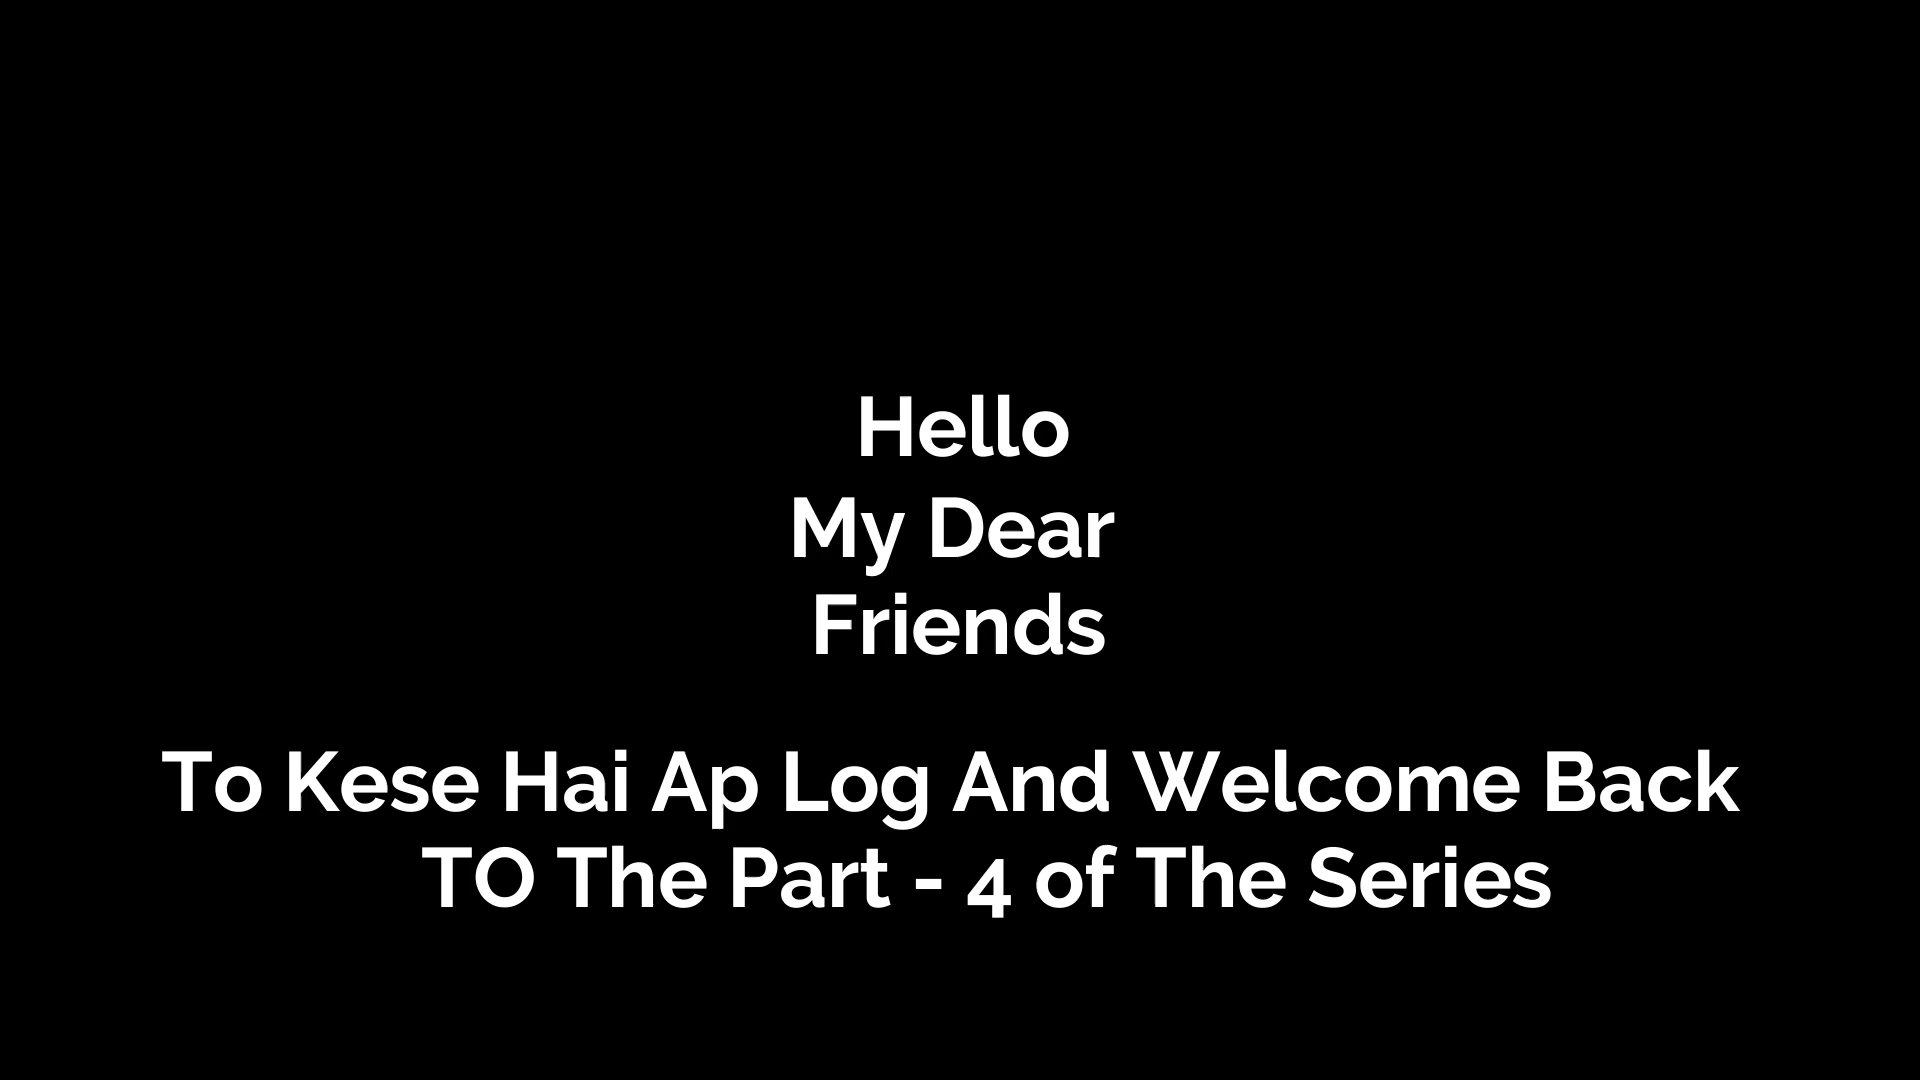 Hello
My Dear
Friends
To Kese Hai Ap Log And Welcome Back
TO The Part - 4 of The Series